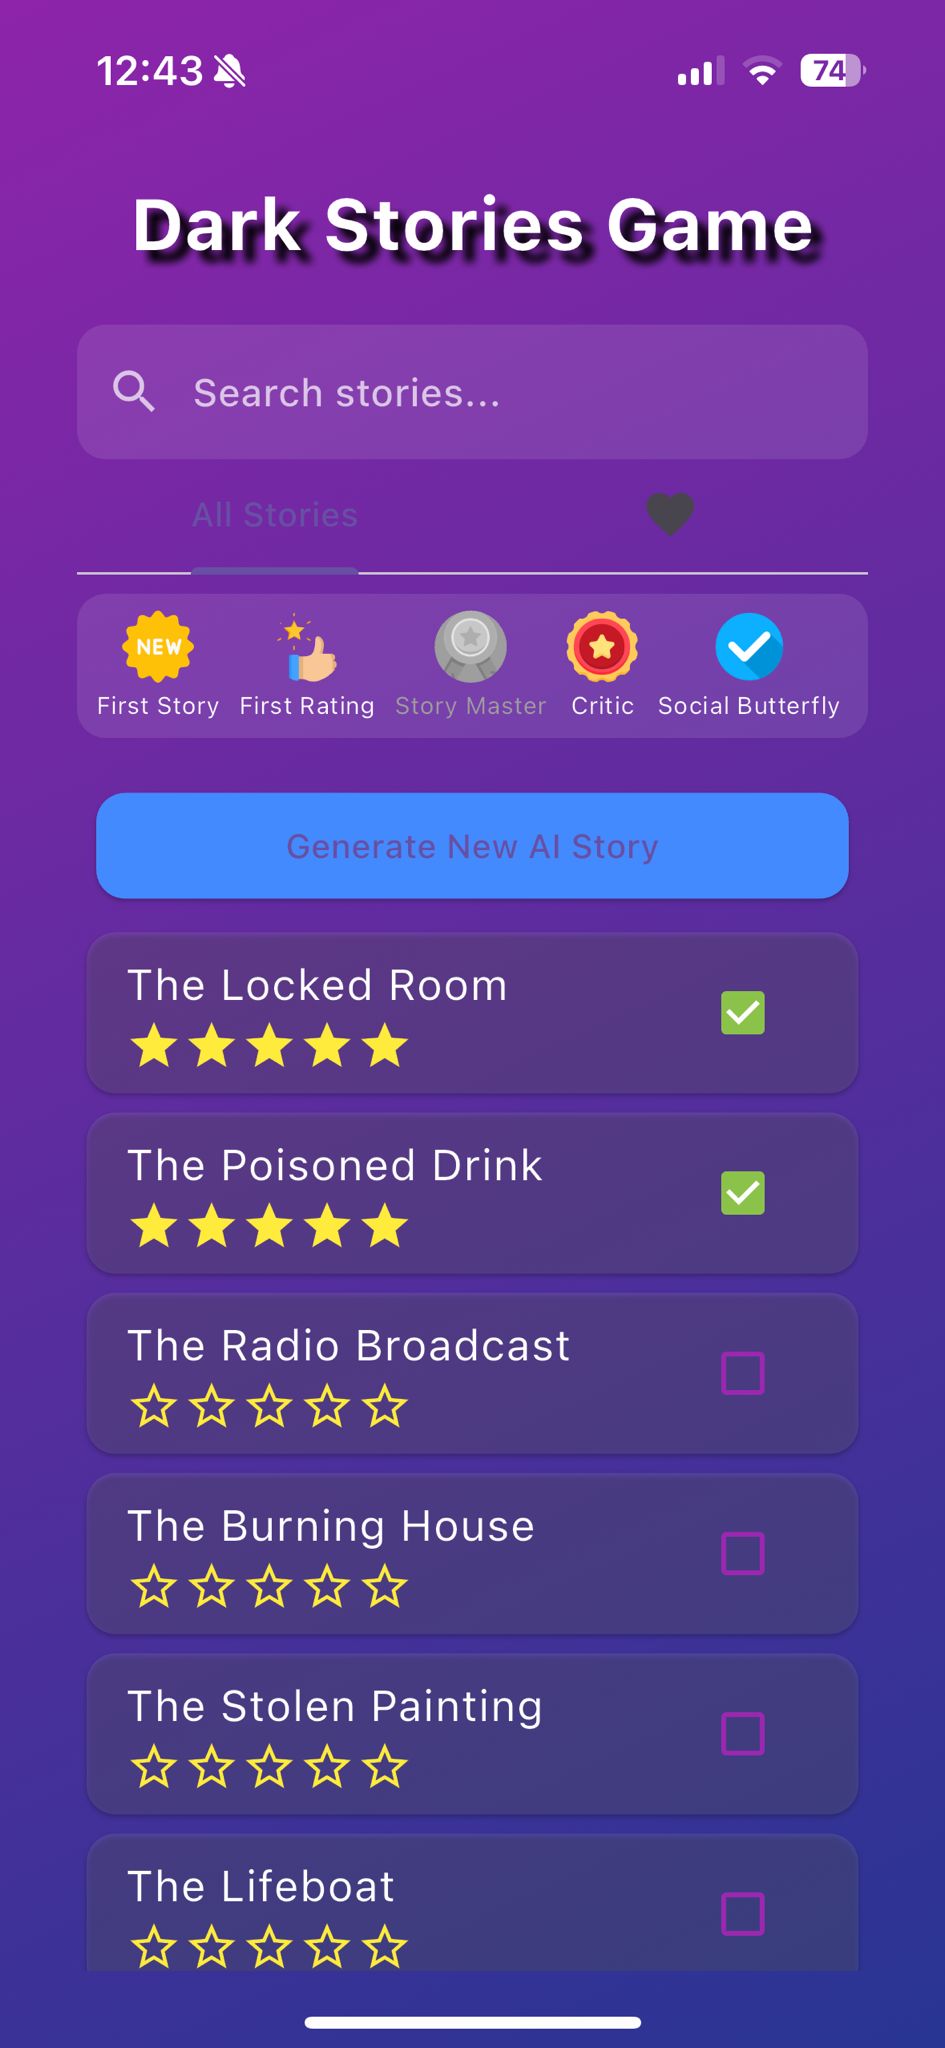 12:43
74
Dark Stories Game
Search stories...
All Stories
NEW
First Story
First Rating
Story Master
Critic
Social Butterfly
Generate New AI Story
The Locked Room
The Poisoned Drink
The Radio Broadcast
The Burning House
The Stolen Painting
The Lifeboat